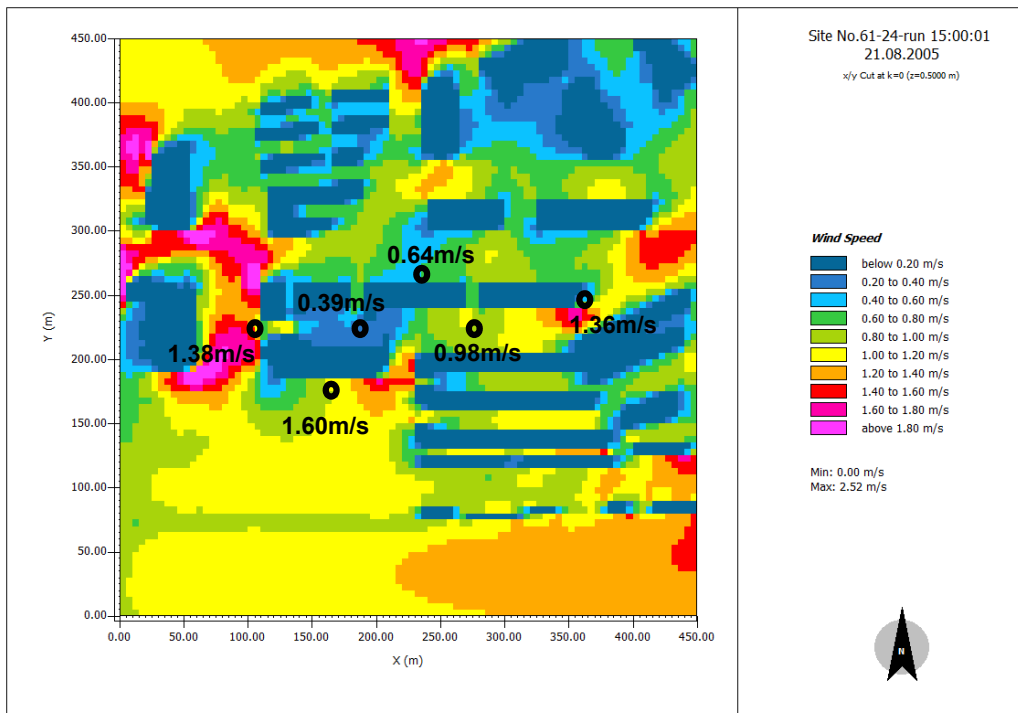 Site No.61-24-run 15:00:01
21.08.2005
x/y Cut at k=0 (z=0.5000 m)
450.00
400.00
350.00
300.00
250.00
200.00
150.00
100.00
50.00
0.00
Y (m)
0.00 50.00 100.00 150.00 200.00 250.00 300.00 350.00 400.00 450.00
X (m)
0.64m/s
0.39m/s
1.36m/s
1.38m/s
0.98m/s
1.60m/s
Wind Speed
below 0.20 m/s
0.20 to 0.40 m/s
0.40 to 0.60 m/s
0.60 to 0.80 m/s
0.80 to 1.00 m/s
1.00 to 1.20 m/s
1.20 to 1.40 m/s
1.40 to 1.60 m/s
1.60 to 1.80 m/s
above 1.80 m/s
Min: 0.00 m/s
Max: 2.52 m/s
N